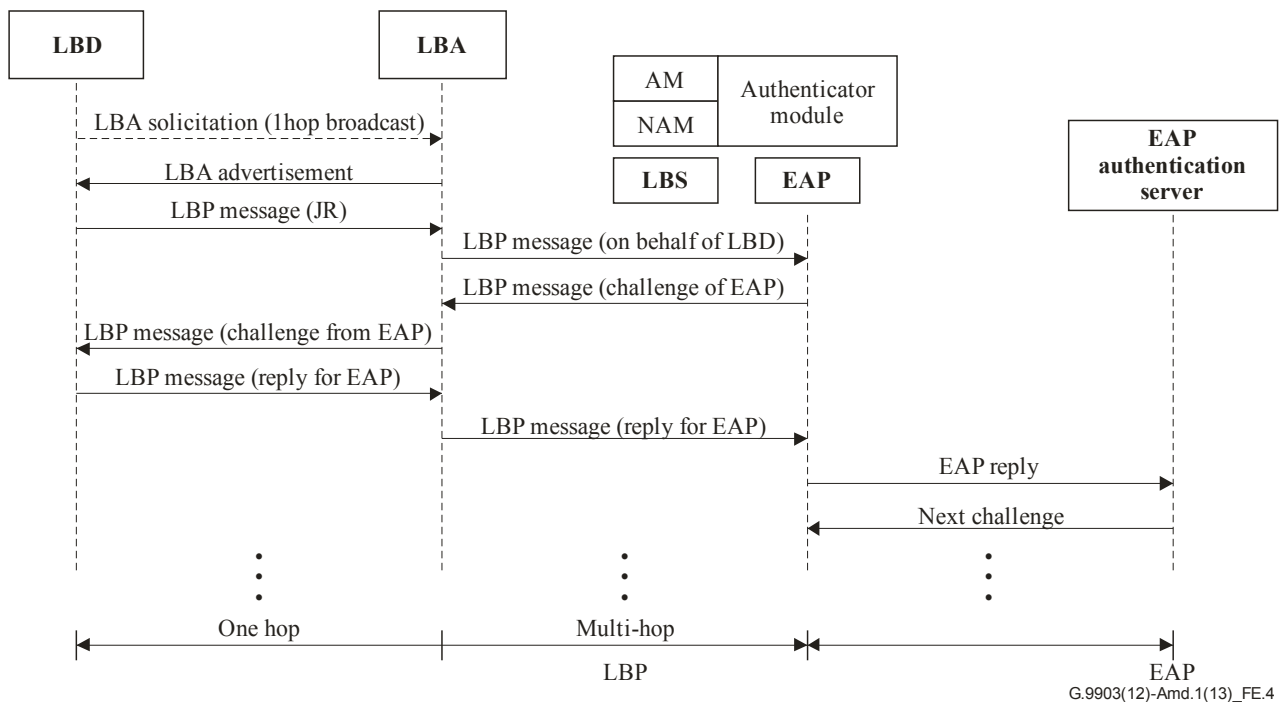 LBD
LBA
AM
Authenticator
module
NAM
LBA solicitation (1hop broadcast)
EAP
authentication
server
LBA advertisement
LBS
EAP
LBP message (JR)
LBP message (on behalf of LBD)
LBP message (challenge of EAP)
LBP message (challenge from EAP)
LBP message (reply for EAP)
LBP message (reply for EAP)
EAP reply
Next challenge
One hop
Multi-hop
LBP
EAP
G.9903(12)-Amd.1(13)_FE.4